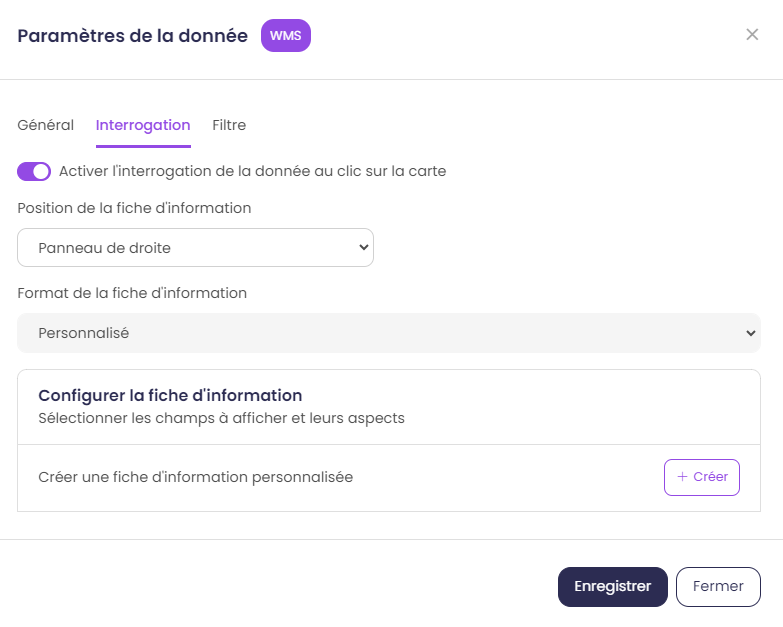 Paramètres de la donnée WMS
Général Interrogation Filtre
Activer l'interrogation de la donnée au clic sur la carte
Position de la fiche d'information
Panneau de droite
Format de la fiche d'information
Personnalisé
Configurer la fiche d'information
Sélectionner les champs à afficher et leurs aspects
Créer une fiche d'information personnalisée
+ Créer
Enregistrer Fermer